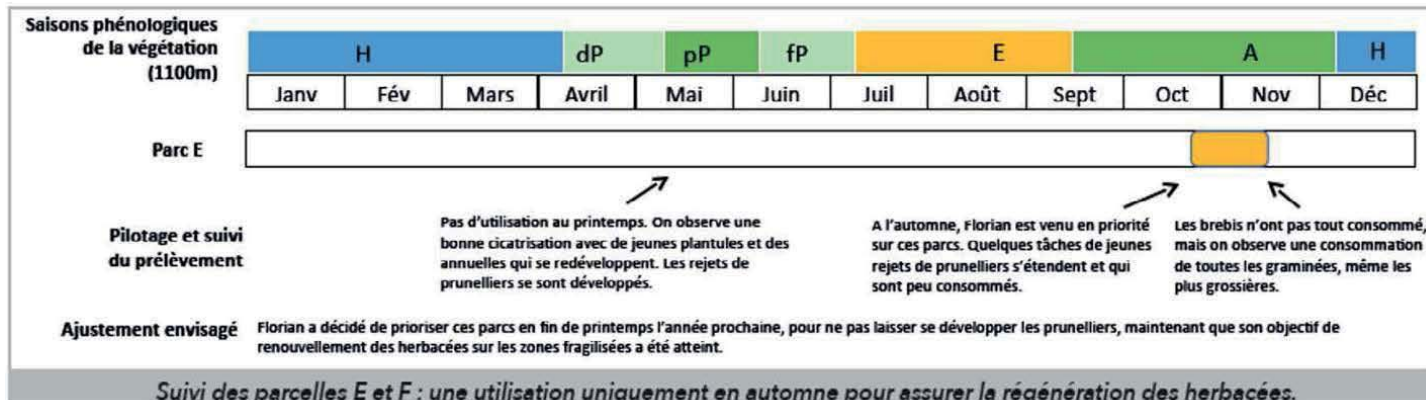 Saisons phénologiques
de la végétation
(1100m)
H dP pP fP E A H
Janv Fév Mars Avril Mai Juin Juil Août Sept Oct Nov Déc
Parc E
Pilotage et suivi
du prélèvement
Pas d'utilisation au printemps. On observe une
bonne cicatrisation avec de jeunes plantules et des
annuelles qui se redéveloppent. Les rejets de
prunelliers se sont développés.
A l'automne, Florian est venu en priorité
sur ces parcs. Quelques tâches de jeunes
rejets de prunelliers s'étendent et qui
sont peu consommés.
Les brebis n'ont pas tout consommé,
mais on observe une consommation
de toutes les graminées, même les
plus grossières.
Ajustement envisagé
Florian a décidé de prioriser ces parcs en fin de printemps l'année prochaine, pour ne pas laisser se développer les prunelliers, maintenant que son objectif de
renouvellement des herbacées sur les zones fragilisées a été atteint.
Suivi des parcelles E et F : une utilisation uniquement en automne pour assurer la régénération des herbacées.